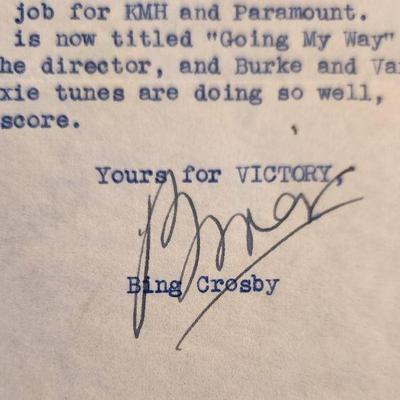 job for KMH and Paramount.
is now titled "Going My Way"
he director, and Burke and Va
xie tunes are doing so well,
score.
Yours for VICTORY,
Bing
Bing Crosby